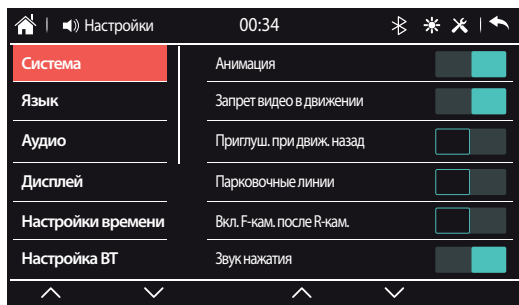 Настройки 00:34
Система
Язык
Аудио
Дисплей
Настройки времени
Настройка BT
Анимация
Запрет видео в движении
Приглуш. при движ. назад
Парковочные линии
Вкл. F-кам. после R-кам.
Звук нажатия